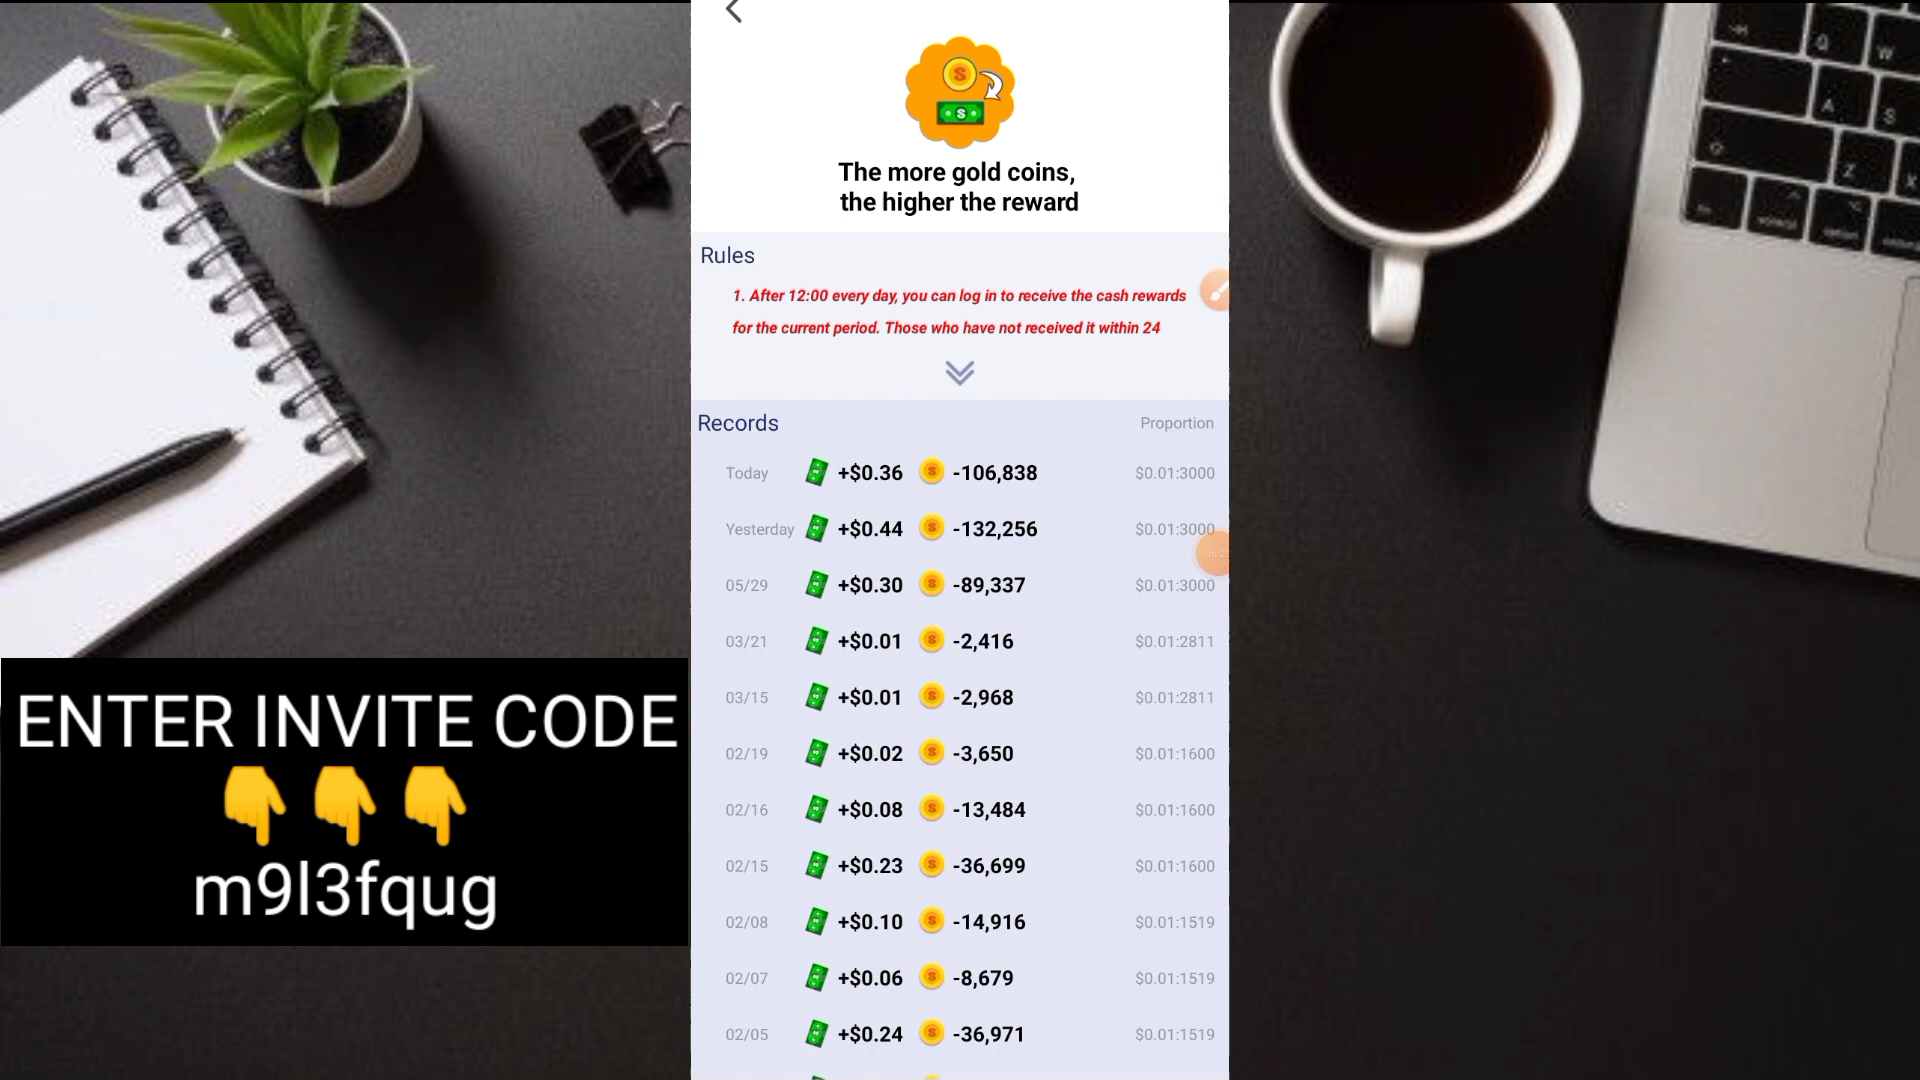 The more gold coins,
the higher the reward
Rules
1. After 12:00 every day, you can log in to receive the cash rewards
for the current period. Those who have not received it within 24
Records Proportion
Today +$0.36 -106,838 $0.01:3000
Yesterday +$0.44 -132,256 $0.01:3000
05/29 +$0.30 -89,337 $0.01:3000
03/21 +$0.01 -2,416 $0.01:2811
03/15 +$0.01 -2,968 $0.01:2811
02/19 +$0.02 -3,650 $0.01:1600
02/16 +$0.08 -13,484 $0.01:1600
02/15 +$0.23 -36,699 $0.01:1600
02/08 +$0.10 -14,916 $0.01:1519
02/07 +$0.06 -8,679 $0.01:1519
02/05 +$0.24 -36,971 $0.01:1519
ENTER INVITE CODE
👇👇👇
m9l3fqug
Q W
A S
Z X